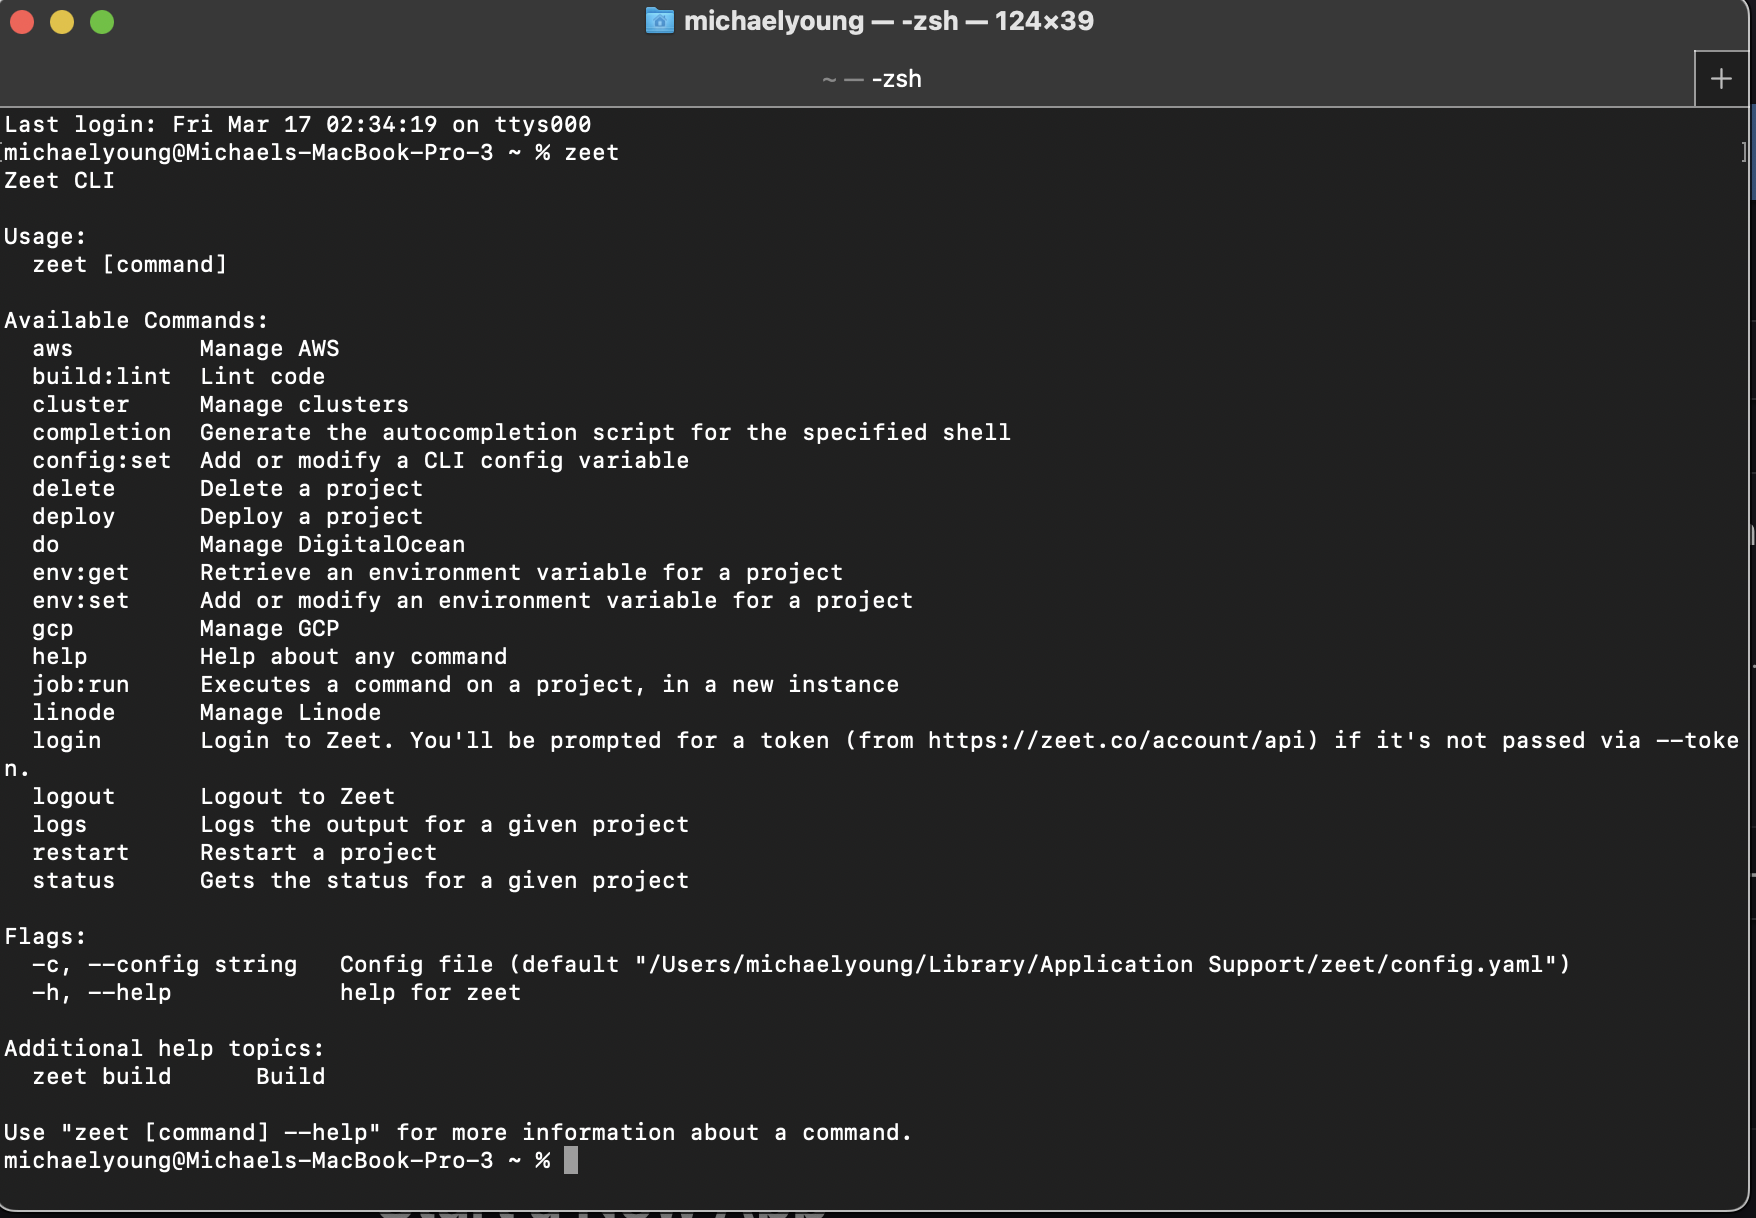 michaelyoung — -zsh — 124×39
~ — -zsh
Last login: Fri Mar 17 02:34:19 on ttys000
michaelyoung@Michaels-MacBook-Pro-3 ~ % zeet
Zeet CLI
Usage:
  zeet [command]
Available Commands:
  aws         Manage AWS
  build:lint  Lint code
  cluster     Manage clusters
  completion  Generate the autocompletion script for the specified shell
  config:set  Add or modify a CLI config variable
  delete      Delete a project
  deploy      Deploy a project
  do          Manage DigitalOcean
  env:get     Retrieve an environment variable for a project
  env:set     Add or modify an environment variable for a project
  gcp         Manage GCP
  help        Help about any command
  job:run     Executes a command on a project, in a new instance
  linode      Manage Linode
  login       Login to Zeet. You'll be prompted for a token (from https://zeet.co/account/api) if it's not passed via --toke
n.
  logout      Logout to Zeet
  logs        Logs the output for a given project
  restart     Restart a project
  status      Gets the status for a given project
Flags:
  -c, --config string   Config file (default "/Users/michaelyoung/Library/Application Support/zeet/config.yaml")
  -h, --help            help for zeet
Additional help topics:
  zeet build      Build
Use "zeet [command] --help" for more information about a command.
michaelyoung@Michaels-MacBook-Pro-3 ~ %